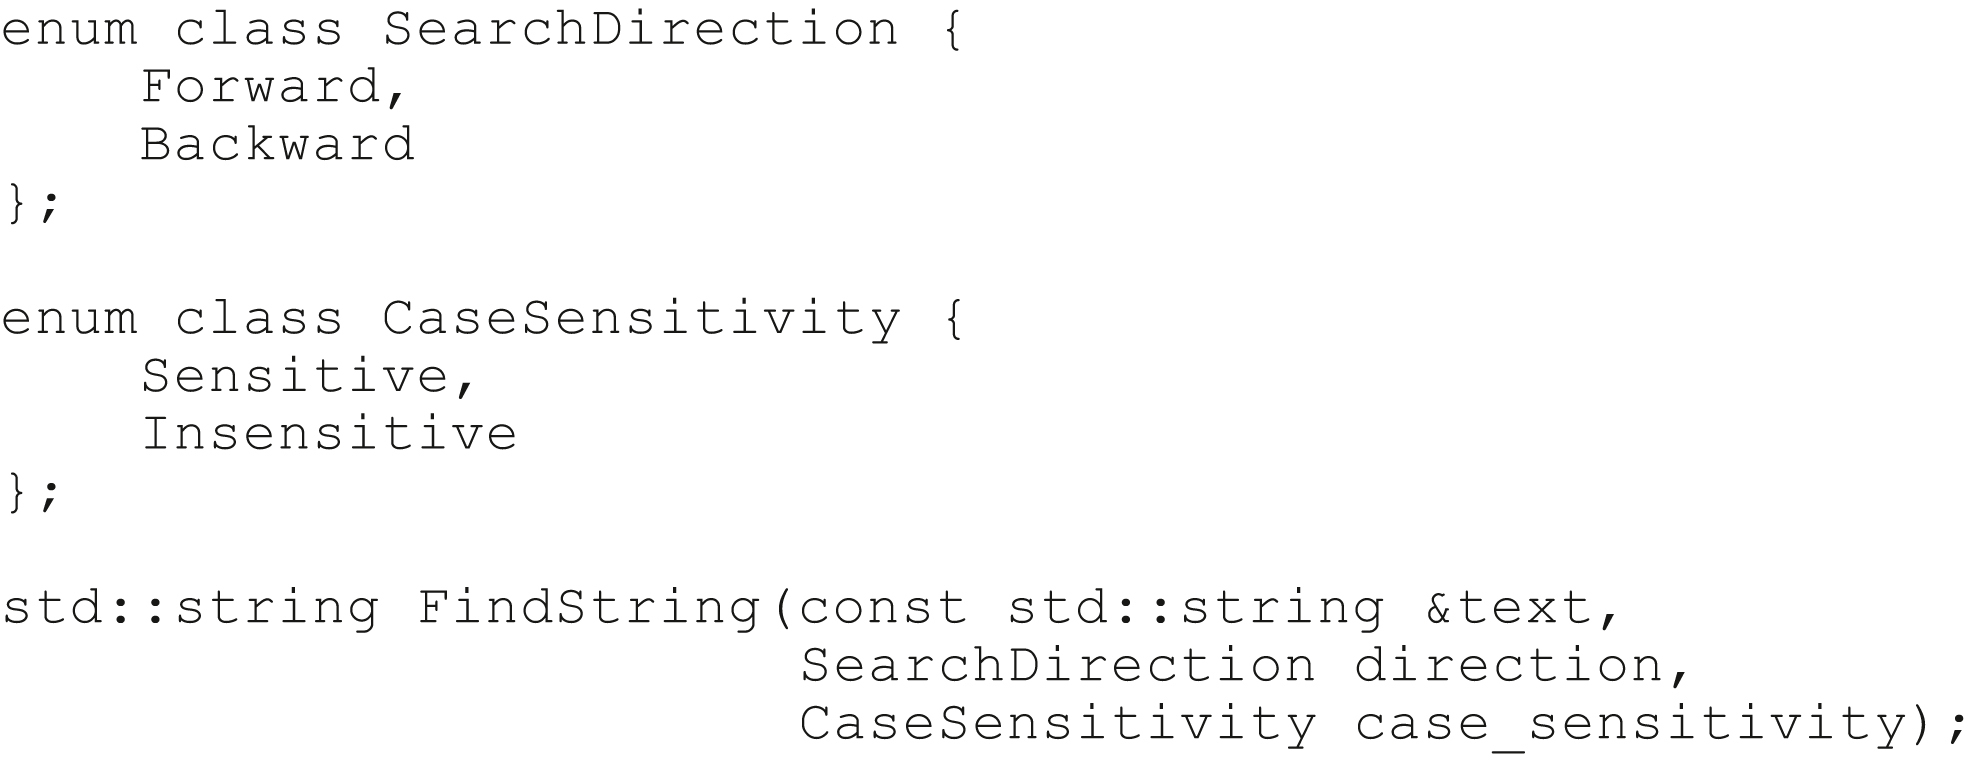 enum class SearchDirection {
    Forward,
    Backward
};

enum class CaseSensitivity {
    Sensitive,
    Insensitive
};

std::string FindString(const std::string &text,
                       SearchDirection direction,
                       CaseSensitivity case_sensitivity);